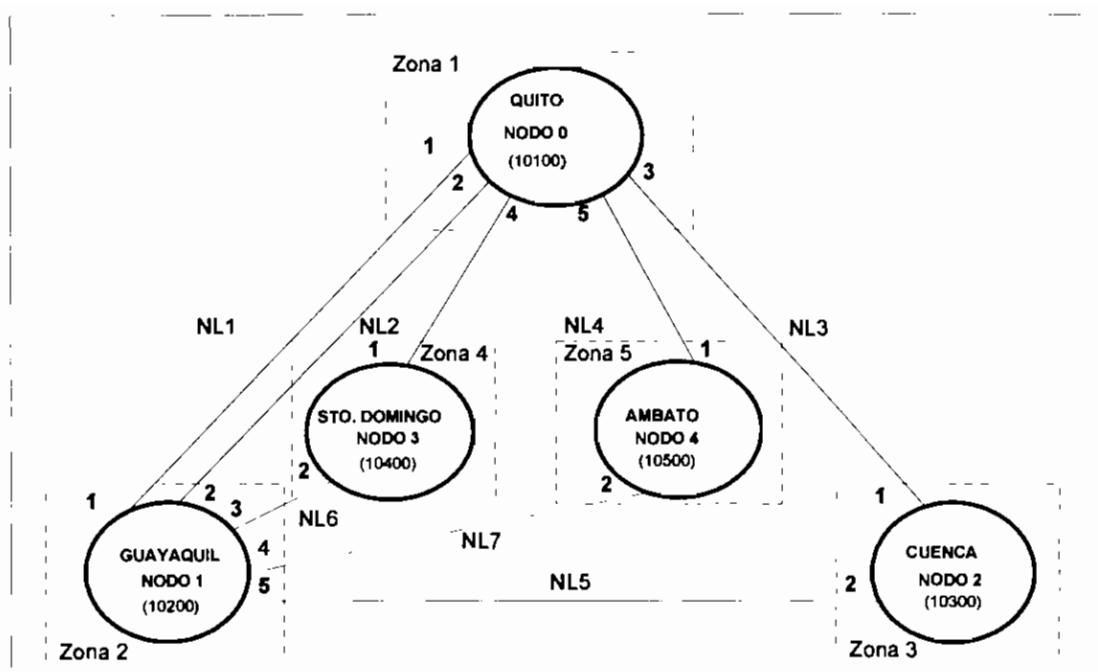 Zona 1
QUITO
NODO 0
(10100)
1
2
3
4
5
NL1
NL2
NL4
NL3
1
Zona 4
Zona 5
1
STO. DOMINGO
NODO 3
(10400)
2
AMBATO
NODO 4
(10500)
2
1
2
3
NL6
4
5
NL7
NL5
GUAYAQUIL
NODO 1
(10200)
Zona 2
1
2
CUENCA
NODO 2
(10300)
Zona 3